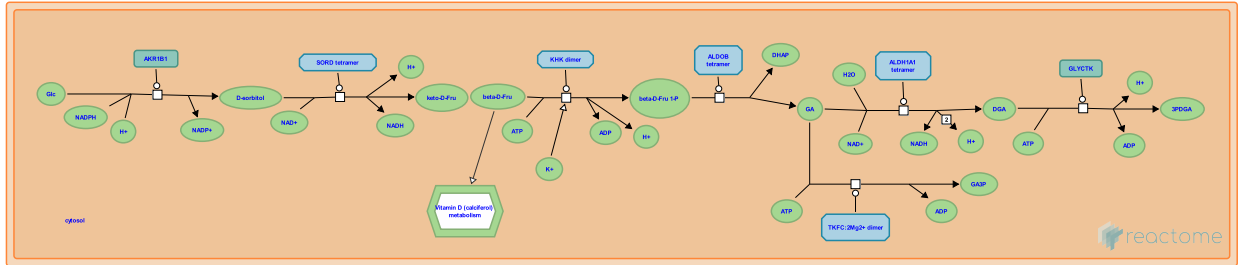 AKR1B1
SORD tetramer
KHK dimer
ALDOB
tetramer
ALDH1A1
tetramer
GLYCTK
H+
DHAP
H2O
H+
Glc
NADPH
H+
NADP+
D-sorbitol
NAD+
NADH
keto-D-Fru
beta-D-Fru
ATP
K+
ADP
H+
beta-D-Fru 1-P
GA
NAD+
NADH
2
H+
DGA
ATP
ADP
3PDGA
ATP
GA3P
ADP
TKFC:2Mg2+ dimer
Vitamin D (calciferol)
metabolism
cytosol
reactome